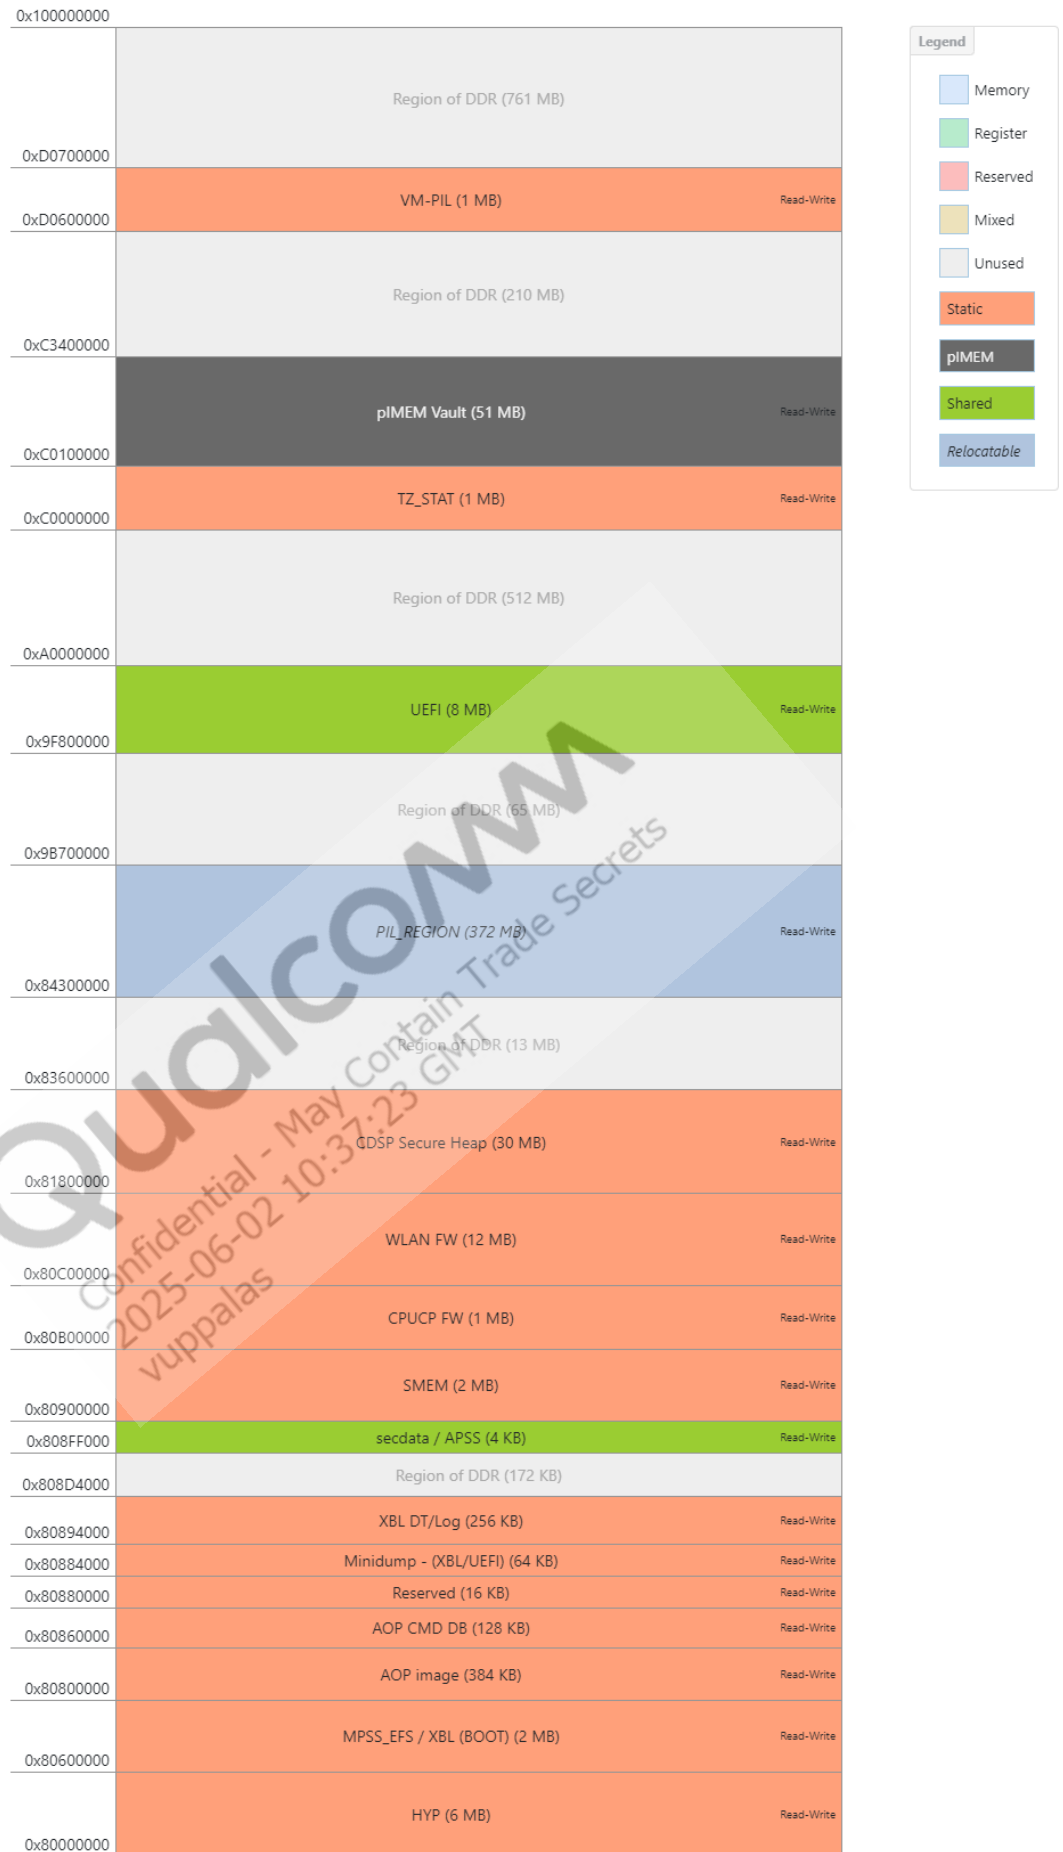 0x100000000
Legend
Region of DDR (761 MB)
Memory
Register
0xD0700000
Reserved
VM-PIL (1 MB) Read-Write
0xD0600000
Mixed
Unused
Region of DDR (210 MB)
Static
0xC3400000
pIMEM
pIMEM Vault (51 MB) Read-Write
Shared
0xC0100000
Relocatable
TZ_STAT (1 MB) Read-Write
0xC0000000
Region of DDR (512 MB)
0xA0000000
UEFI (8 MB) Read-Write
0x9F800000
Region of DDR (65 MB)
0x9B700000
PIL_REGION (372 MB) Read-Write
0x84300000
Region of DDR (13 MB)
0x83600000
CDSP Secure Heap (30 MB) Read-Write
0x81800000
WLAN FW (12 MB) Read-Write
0x80C00000
CPUCP FW (1 MB) Read-Write
0x80B00000
SMEM (2 MB) Read-Write
0x80900000
secdata / APSS (4 KB) Read-Write
0x808FF000
Region of DDR (172 KB)
0x808D4000
XBL DT/Log (256 KB) Read-Write
0x80894000
Minidump - (XBL/UEFI) (64 KB) Read-Write
0x80884000
Reserved (16 KB) Read-Write
0x80880000
AOP CMD DB (128 KB) Read-Write
0x80860000
AOP image (384 KB) Read-Write
0x80800000
MPSS_EFS / XBL (BOOT) (2 MB) Read-Write
0x80600000
HYP (6 MB) Read-Write
0x80000000
Qualcomm
Confidential - May Contain Trade Secrets
2025-06-02 10:37:23 GMT
vuppalas